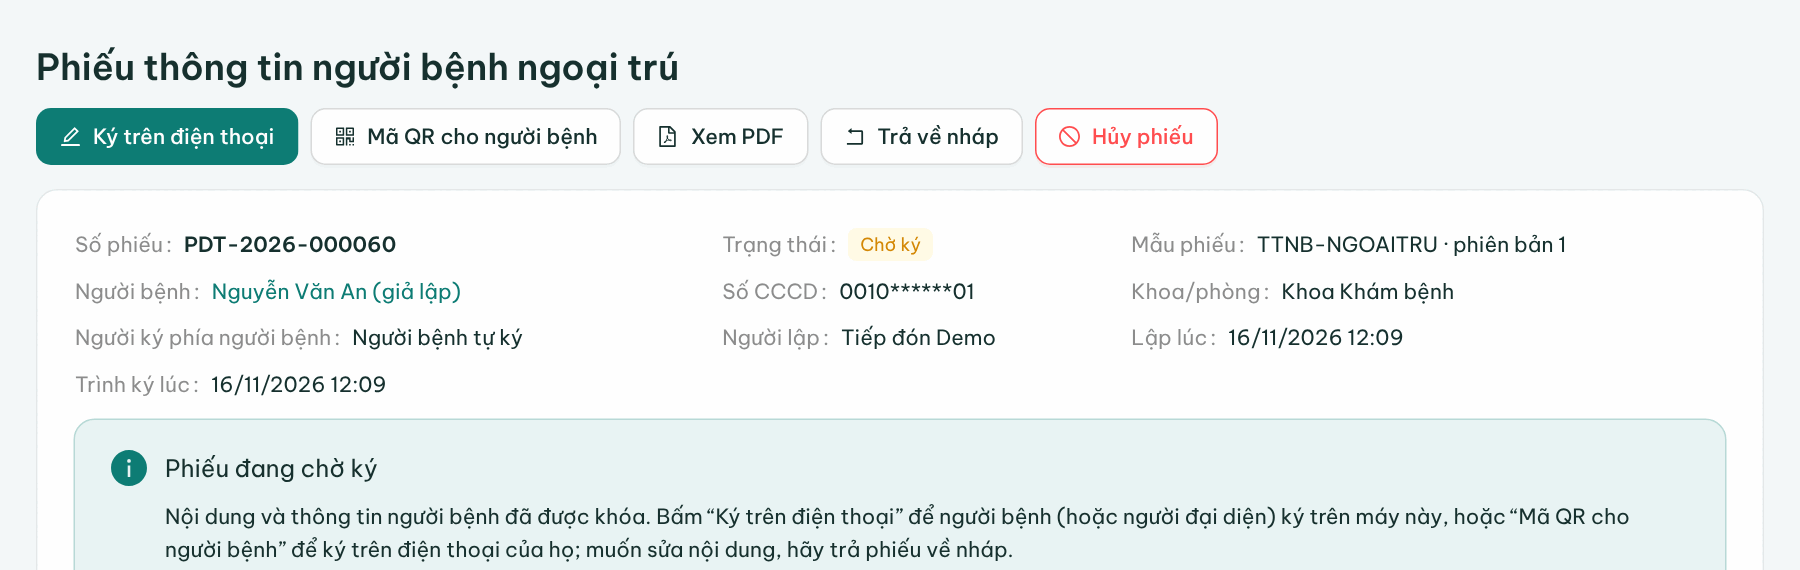 Phiếu thông tin người bệnh ngoại trú
Ký trên điện thoại Mã QR cho người bệnh Xem PDF Trả về nháp Hủy phiếu
Số phiếu: PDT-2026-000060 Trạng thái: Chờ ký Mẫu phiếu: TTNB-NGOAITRU · phiên bản 1
Người bệnh: Nguyễn Văn An (giả lập) Số CCCD: 0010******01 Khoa/phòng: Khoa Khám bệnh
Người ký phía người bệnh: Người bệnh tự ký Người lập: Tiếp đón Demo Lập lúc: 16/11/2026 12:09
Trình ký lúc: 16/11/2026 12:09
Phiếu đang chờ ký
Nội dung và thông tin người bệnh đã được khóa. Bấm “Ký trên điện thoại” để người bệnh (hoặc người đại diện) ký trên máy này, hoặc “Mã QR cho
người bệnh” để ký trên điện thoại của họ; muốn sửa nội dung, hãy trả phiếu về nháp.